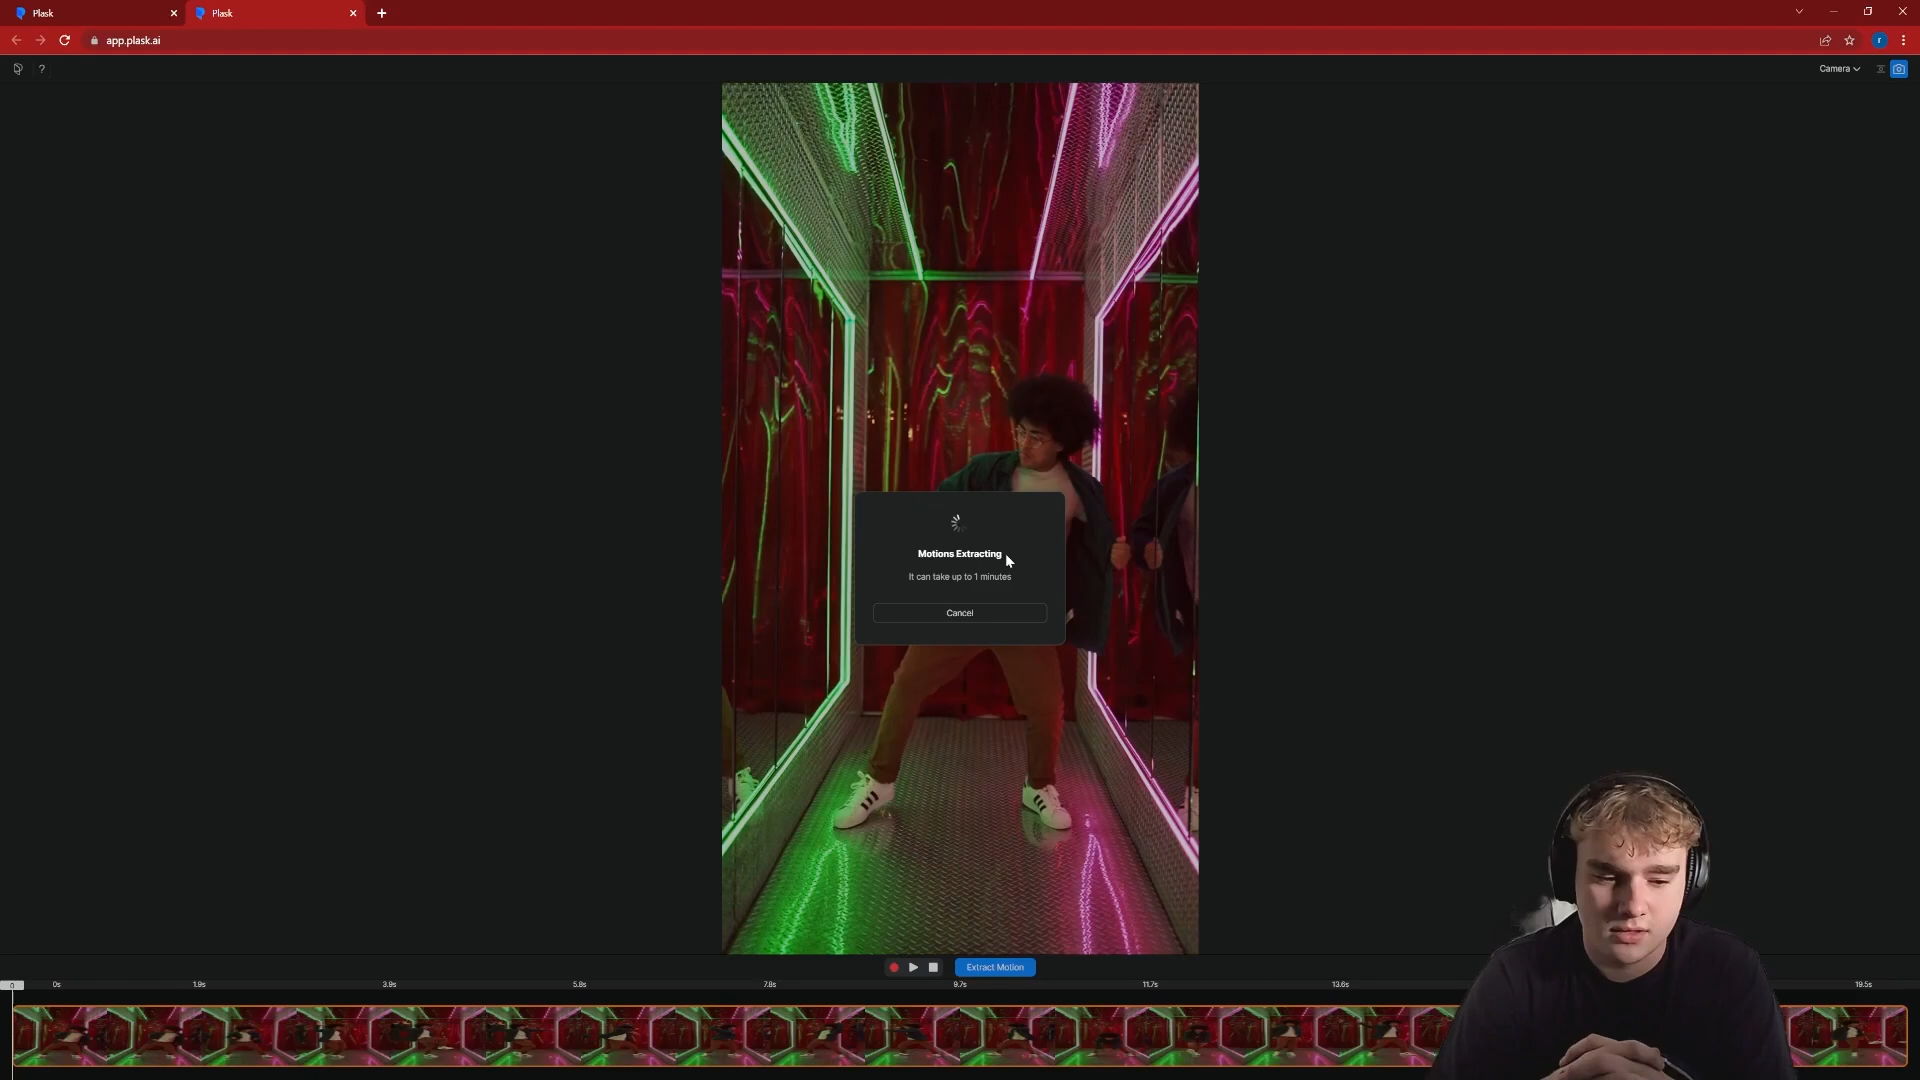 Plask
Plask
app.plask.ai
r
?
Camera
Motions Extracting
It can take up to 1 minutes
Cancel
Extract Motion
0
0s
1.9s
3.9s
5.8s
7.8s
9.7s
11.7s
13.6s
19.5s